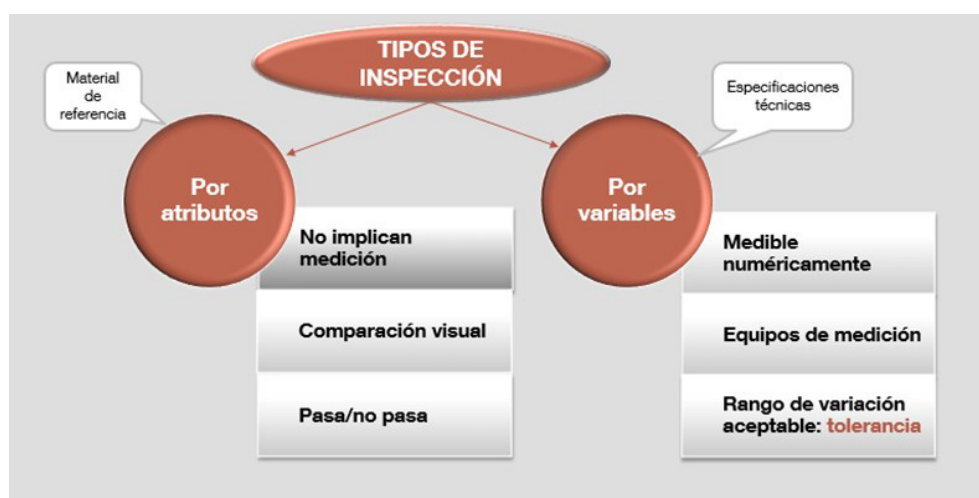 TIPOS DE
INSPECCIÓN
Material
de
referencia
Especificaciones
técnicas
Por
atributos
No implican
medición
Comparación visual
Pasa/no pasa
Por
variables
Medible
numéricamente
Equipos de medición
Rango de variación
aceptable: tolerancia